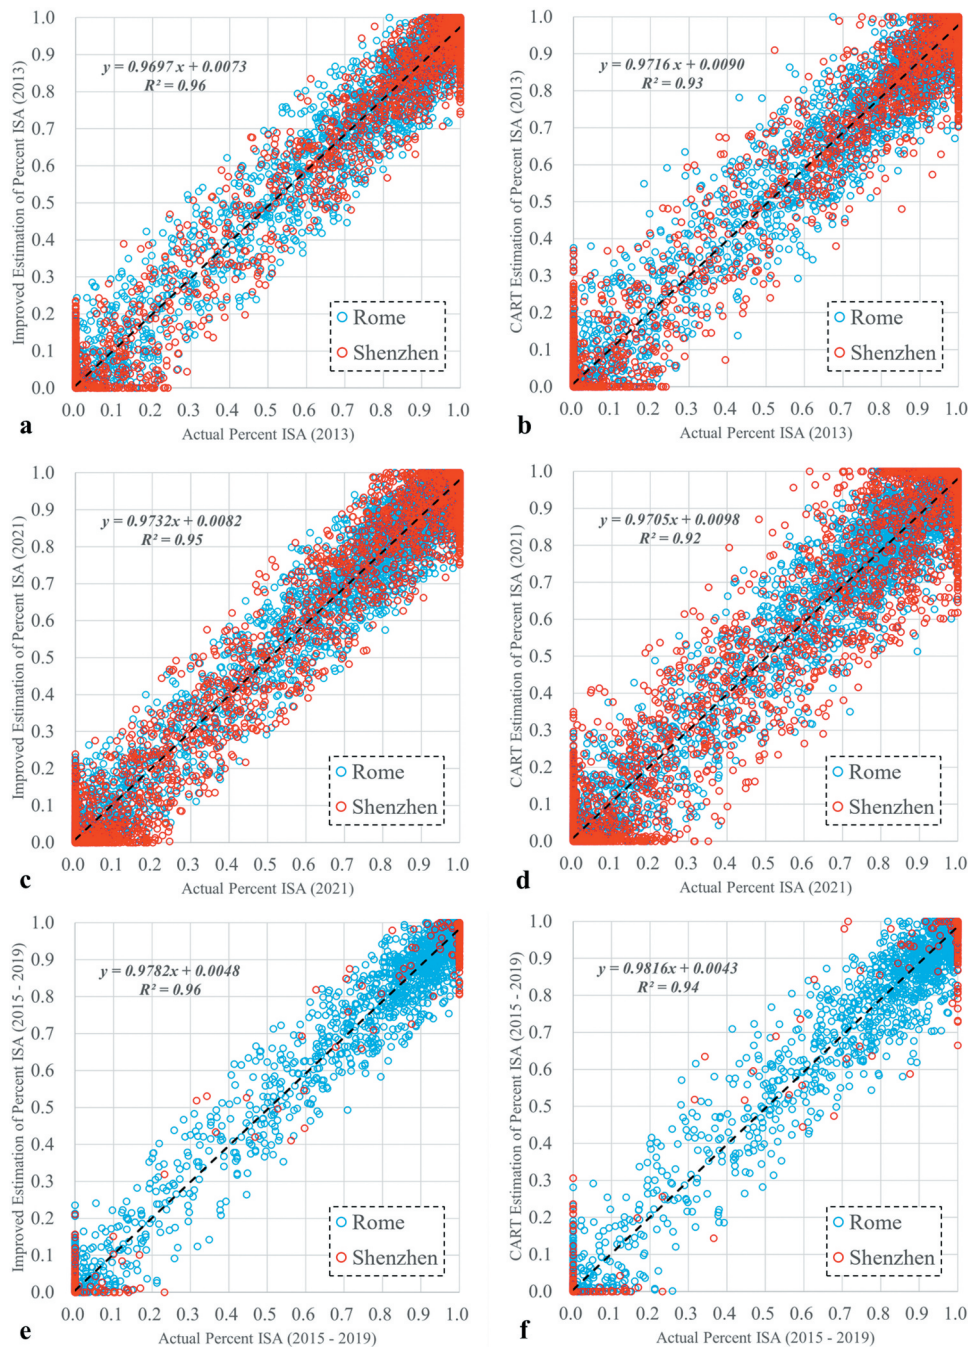 Improved Estimation of Percent ISA (2013)
1.0
0.9
0.8
0.7
0.6
0.5
0.4
0.3
0.2
0.1
0.0
y = 0.9697 x + 0.0073
R² = 0.96
Rome
Shenzhen
0.0 0.1 0.2 0.3 0.4 0.5 0.6 0.7 0.8 0.9 1.0
Actual Percent ISA (2013)
a
CART Estimation of Percent ISA (2013)
1.0
0.9
0.8
0.7
0.6
0.5
0.4
0.3
0.2
0.1
0.0
y = 0.9716 x + 0.0090
R² = 0.93
Rome
Shenzhen
0.0 0.1 0.2 0.3 0.4 0.5 0.6 0.7 0.8 0.9 1.0
Actual Percent ISA (2013)
b
Improved Estimation of Percent ISA (2021)
1.0
0.9
0.8
0.7
0.6
0.5
0.4
0.3
0.2
0.1
0.0
y = 0.9732x + 0.0082
R² = 0.95
Rome
Shenzhen
0.0 0.1 0.2 0.3 0.4 0.5 0.6 0.7 0.8 0.9 1.0
Actual Percent ISA (2021)
c
CART Estimation of Percent ISA (2021)
1.0
0.9
0.8
0.7
0.6
0.5
0.4
0.3
0.2
0.1
0.0
y = 0.9705x + 0.0098
R² = 0.92
Rome
Shenzhen
0.0 0.1 0.2 0.3 0.4 0.5 0.6 0.7 0.8 0.9 1.0
Actual Percent ISA (2021)
d
Improved Estimation of Percent ISA (2015 - 2019)
1.0
0.9
0.8
0.7
0.6
0.5
0.4
0.3
0.2
0.1
0.0
y = 0.9782x + 0.0048
R² = 0.96
Rome
Shenzhen
0.0 0.1 0.2 0.3 0.4 0.5 0.6 0.7 0.8 0.9 1.0
Actual Percent ISA (2015 - 2019)
e
CART Estimation of Percent ISA (2015 - 2019)
1.0
0.9
0.8
0.7
0.6
0.5
0.4
0.3
0.2
0.1
0.0
y = 0.9816x + 0.0043
R² = 0.94
Rome
Shenzhen
0.0 0.1 0.2 0.3 0.4 0.5 0.6 0.7 0.8 0.9 1.0
Actual Percent ISA (2015 - 2019)
f